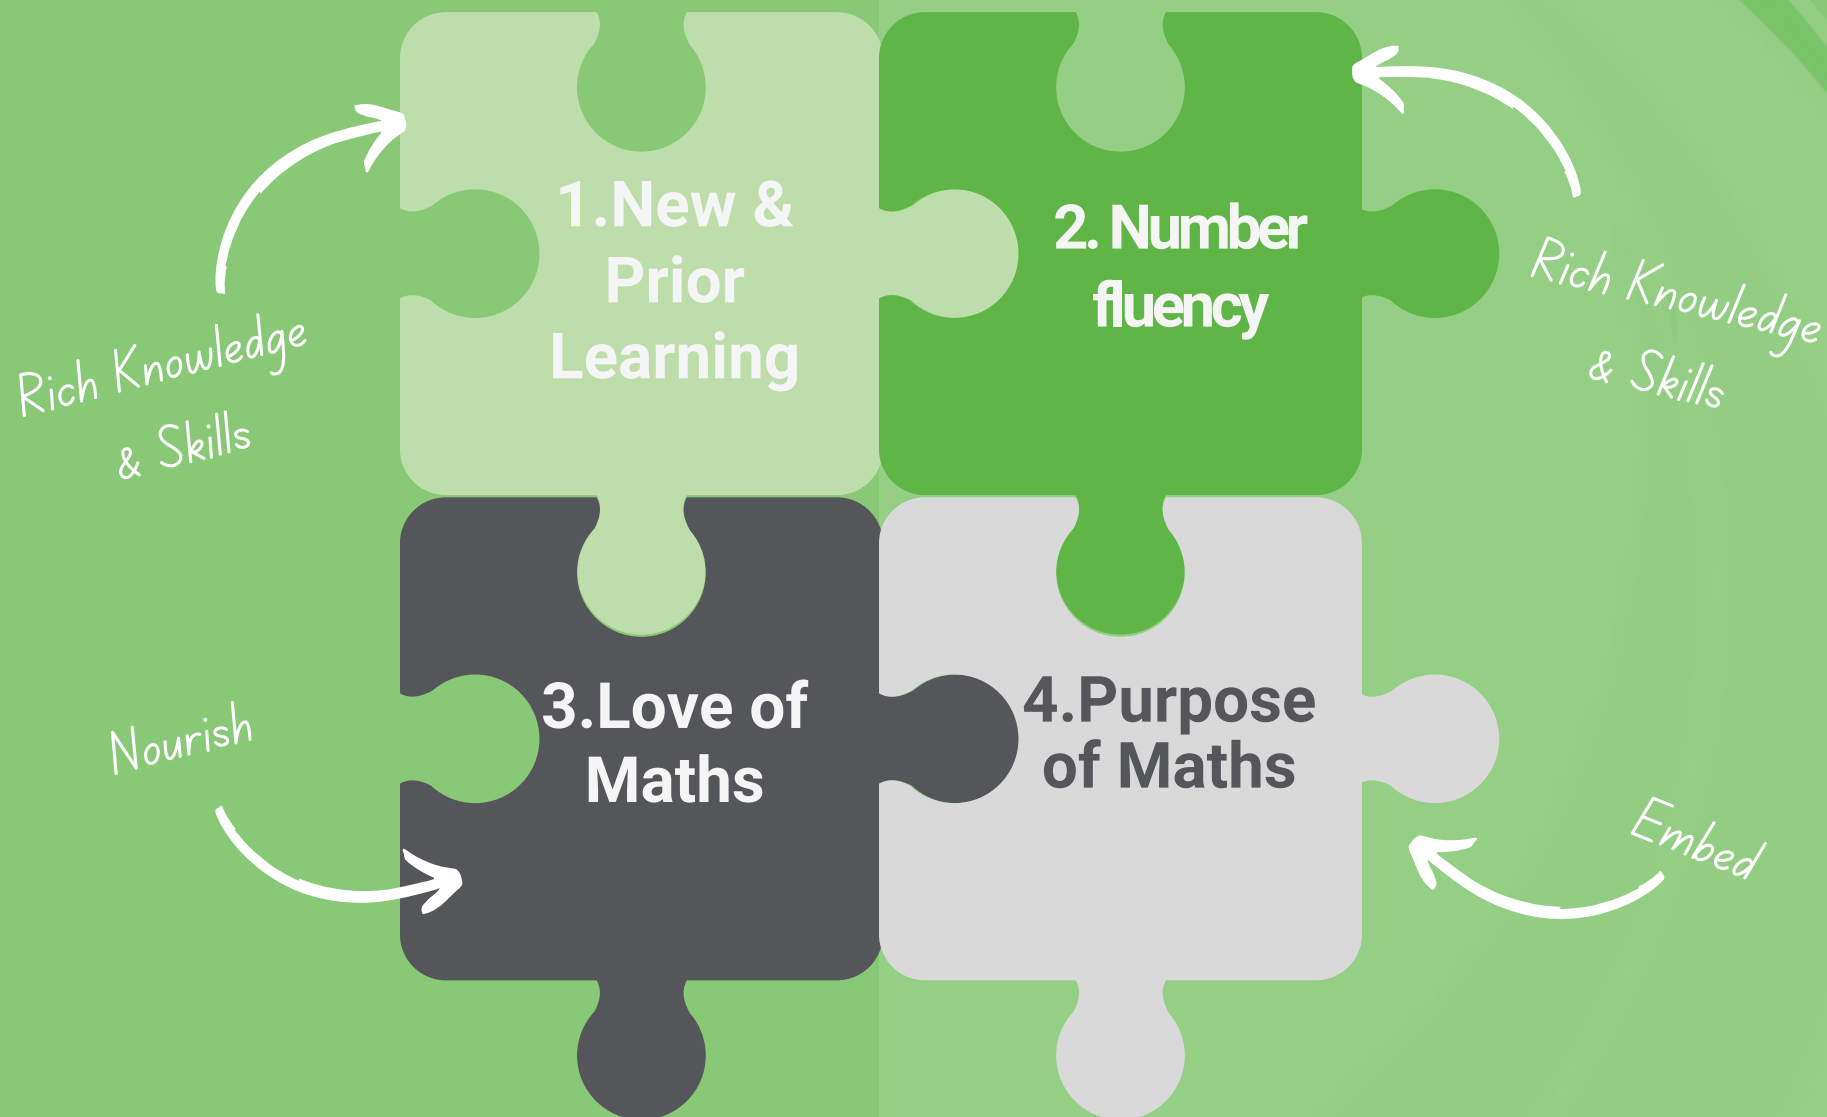 1.New &
Prior
Learning
2. Number
fluency
Rich Knowledge
& Skills
Rich Knowledge
& Skills
3.Love of
Maths
4.Purpose
of Maths
Nourish
Embed